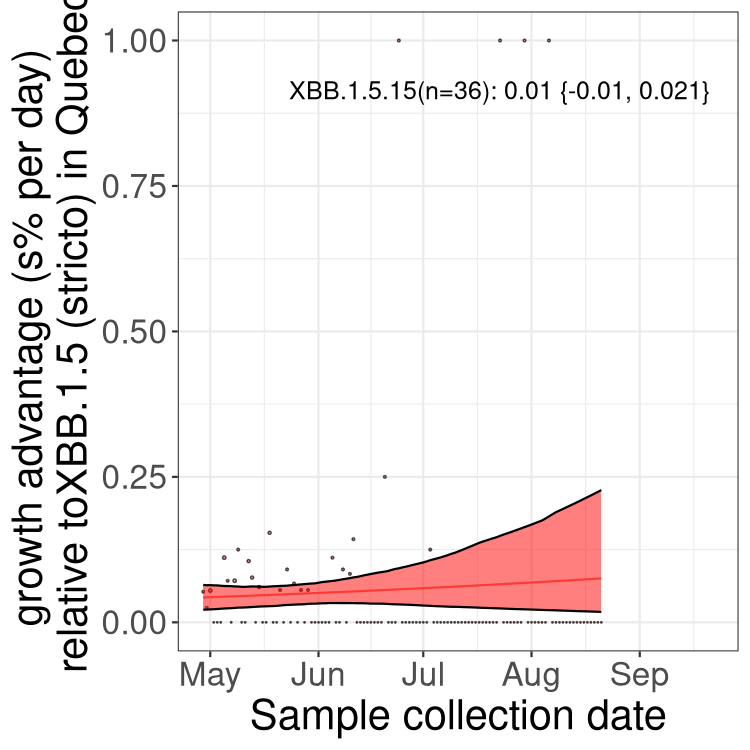 growth advantage (s% per day)
relative toXBB.1.5 (stricto) in Quebec
1.00
0.75
0.50
0.25
0.00
XBB.1.5.15(n=36): 0.01 {-0.01, 0.021}
May Jun Jul Aug Sep
Sample collection date